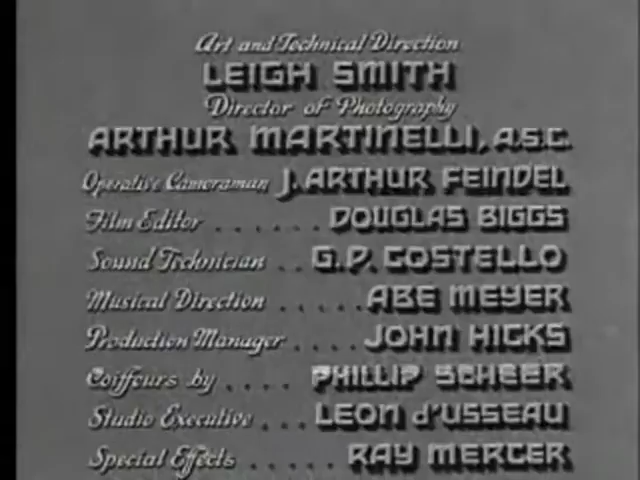 Art and Technical Direction
LEIGH SMITH
Director of Photography
ARTHUR MARTINELLI, A.S.C.
Operative Cameraman J. ARTHUR FEINDEL
Film Editor . . . . . . DOUGLAS BIGGS
Sound Technician . . G. P. COSTELLO
Musical Direction . . . . . ABE MEYER
Production Manager . . . . JOHN HICKS
Coiffours by . . . . PHILLIP SCHEER
Studio Executive . . . LEON d'USSEAU
Special Effects . . . . . RAY MERCER